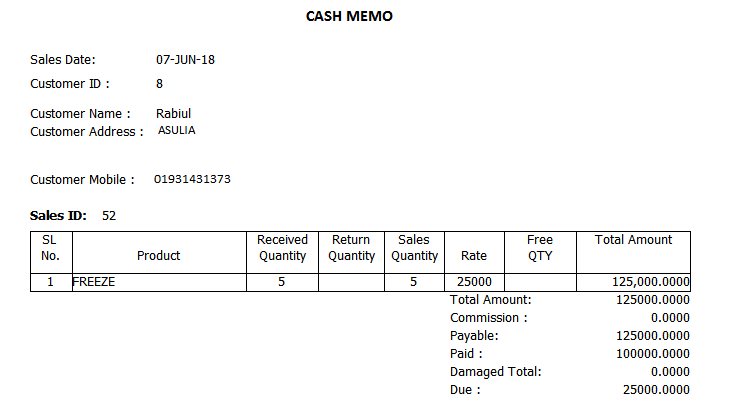 CASH MEMO
Sales Date: 07-JUN-18
Customer ID : 8
Customer Name : Rabiul
Customer Address : ASULIA
Customer Mobile : 01931431373
Sales ID: 52
SL No. Product Received Quantity Return Quantity Sales Quantity Rate Free QTY Total Amount
1 FREEZE 5 5 25000 125,000.0000
Total Amount: 125000.0000
Commission : 0.0000
Payable: 125000.0000
Paid : 100000.0000
Damaged Total: 0.0000
Due : 25000.0000